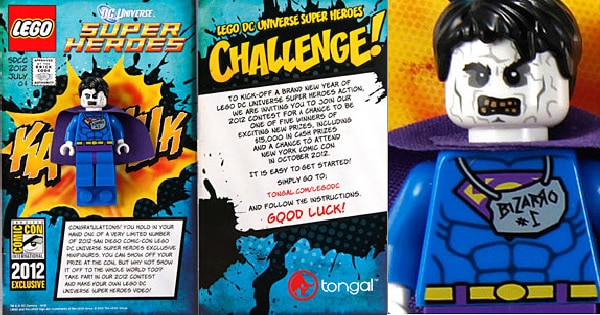 LEGO
DC UNIVERSE
SUPER
HEROES
SDCC
2012
JULY
KA
K
COMIC CON
INTERNATIONAL
2012
EXCLUSIVE
CONGRATULATIONS! YOU HOLD IN YOUR
HAND ONE OF A VERY LIMITED NUMBER
OF 2012 SAN DIEGO COMIC-CON LEGO
DC UNIVERSE SUPER HEROES EXCLUSIVE
MINIFIGURES. YOU CAN SHOW OFF YOUR
PRIZE AT THE CON, BUT WHY NOT SHOW
IT OFF TO THE WHOLE WORLD TOO?
TAKE PART IN OUR 2012 CONTEST
AND MAKE YOUR OWN LEGO DC
UNIVERSE SUPER HEROES VIDEO!
LEGO DC UNIVERSE SUPER HEROES
CHALLENGE!
TO KICK-OFF A BRAND NEW YEAR OF
LEGO DC UNIVERSE SUPER HEROES ACTION,
WE ARE INVITING YOU TO JOIN OUR
2012 CONTEST FOR A CHANCE TO BE
ONE OF FIVE WINNERS OF
EXCITING NEW PRIZES, INCLUDING
$15,000 IN CASH PRIZES
AND A CHANCE TO ATTEND
NEW YORK COMIC CON
IN OCTOBER 2012.
IT IS EASY TO GET STARTED!
SIMPLY GO TO:
TONGAL.COM/LEGODC
AND FOLLOW THE INSTRUCTIONS.
GOOD LUCK!
tongal
BIZARRO
#1